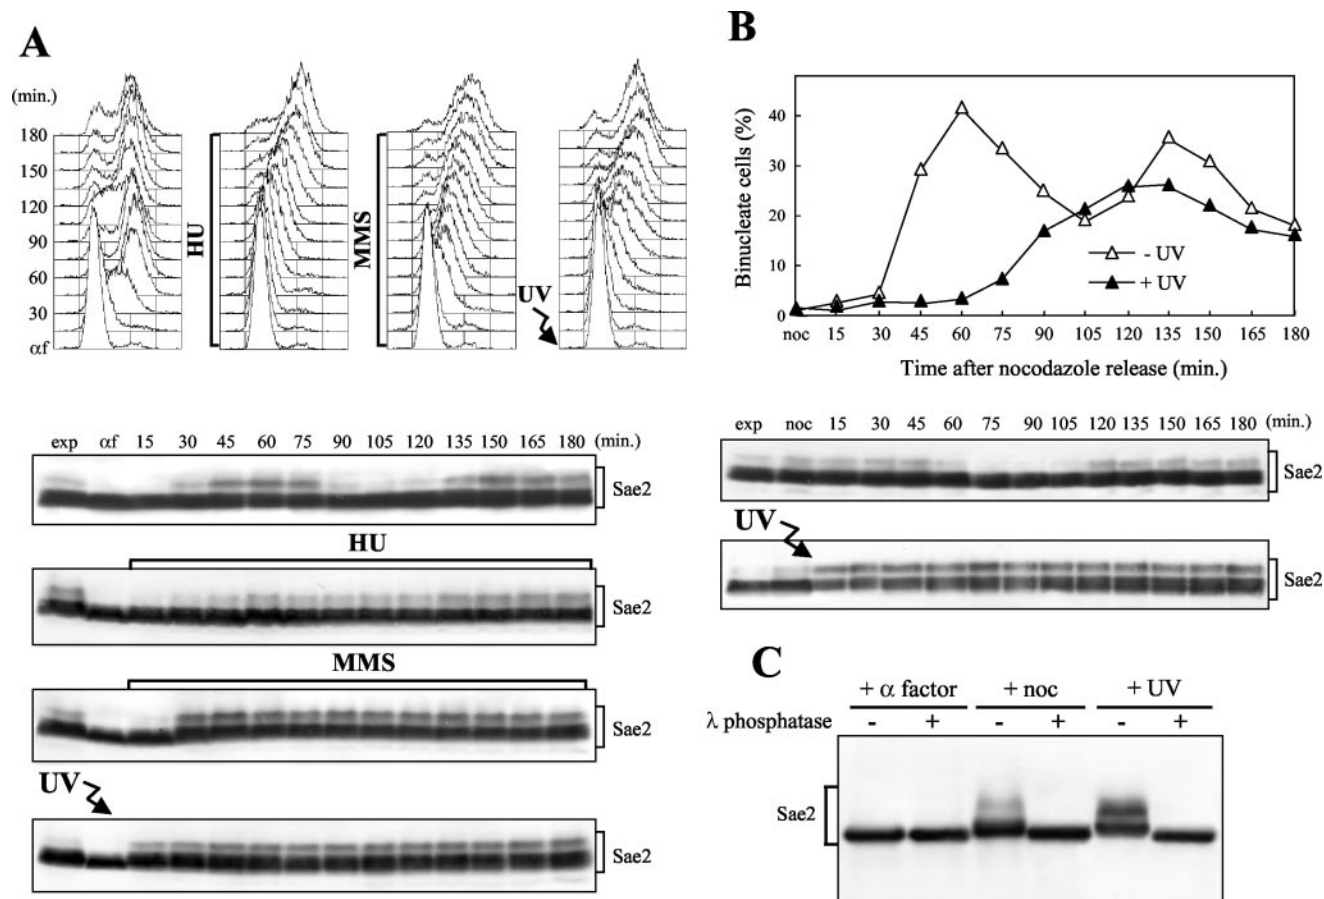 A
(min.)
180
150
120
90
60
30
αf
HU
MMS
UV
exp αf 15 30 45 60 75 90 105 120 135 150 165 180 (min.)
Sae2
HU
Sae2
MMS
Sae2
UV
Sae2
B
Binucleate cells (%)
40
30
20
10
0
- UV
+ UV
noc 15 30 45 60 75 90 105 120 135 150 165 180
Time after nocodazole release (min.)
exp noc 15 30 45 60 75 90 105 120 135 150 165 180 (min.)
Sae2
UV
Sae2
C
+ α factor + noc + UV
λ phosphatase - + - + - +
Sae2